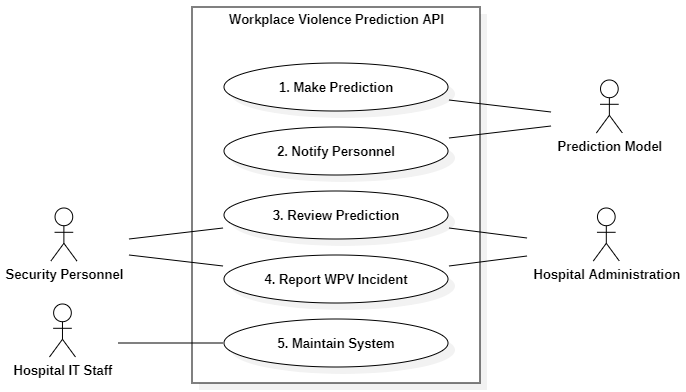 Workplace Violence Prediction API
1. Make Prediction
2. Notify Personnel
Prediction Model
3. Review Prediction
Security Personnel
4. Report WPV Incident
Hospital Administration
5. Maintain System
Hospital IT Staff